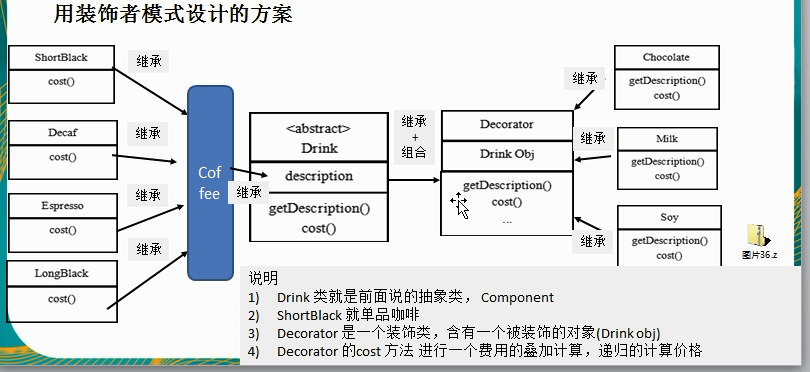 用装饰者模式设计的方案
ShortBlack
cost()
继承
Decaf
cost()
继承
Espresso
cost()
继承
LongBlack
cost()
继承
Cof
fee
继承
<abstract>
Drink
description
getDescription()
cost()
继承
+
组合
Decorator
Drink Obj
getDescription()
cost()
...
继承
Chocolate
getDescription()
cost()
继承
Milk
getDescription()
cost()
继承
Soy
getDescription()
cost()
图片36.z
说明
1) Drink 类就是前面说的抽象类， Component
2) ShortBlack 就单品咖啡
3) Decorator 是一个装饰类，含有一个被装饰的对象(Drink obj)
4) Decorator 的cost 方法 进行一个费用的叠加计算，递归的计算价格